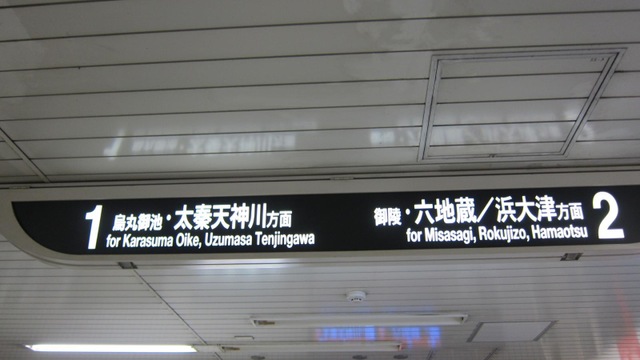 1 烏丸御池・太秦天神川方面
for Karasuma Oike, Uzumasa Tenjingawa
御陵・六地蔵／浜大津方面 2
for Misasagi, Rokujizo, Hamaotsu